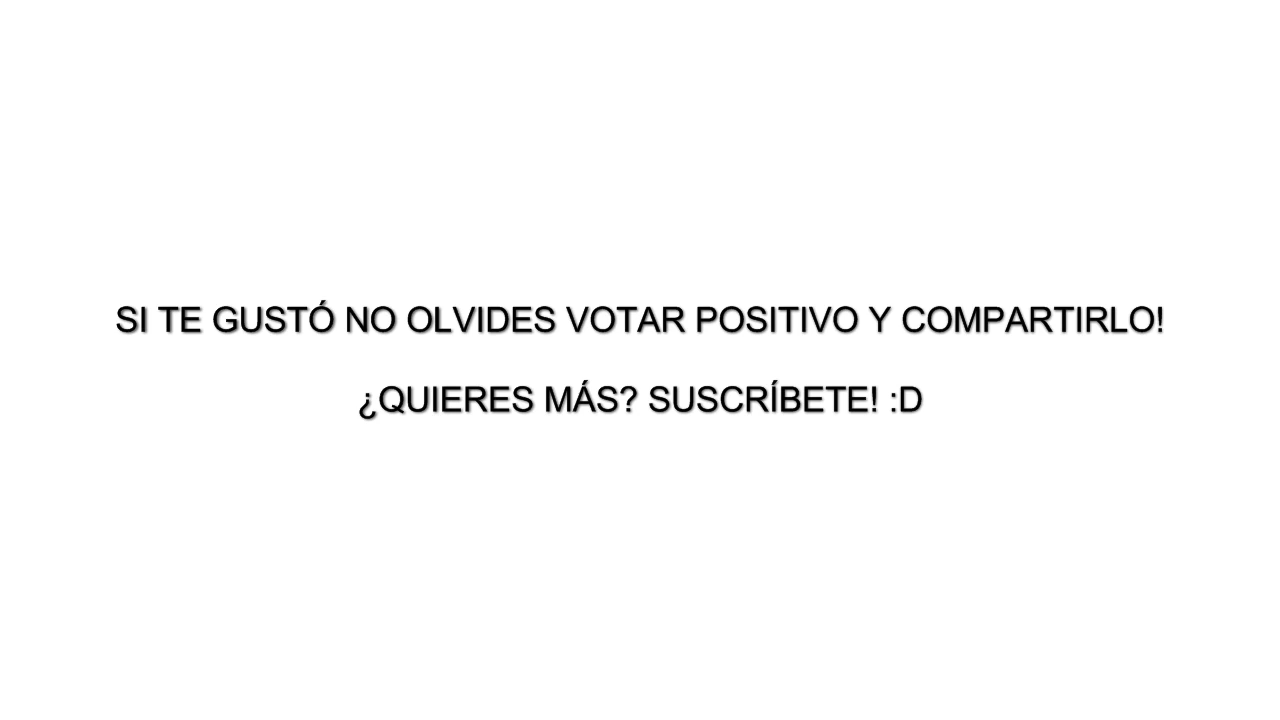 SI TE GUSTÓ NO OLVIDES VOTAR POSITIVO Y COMPARTIRLO!
¿QUIERES MÁS? SUSCRÍBETE! :D